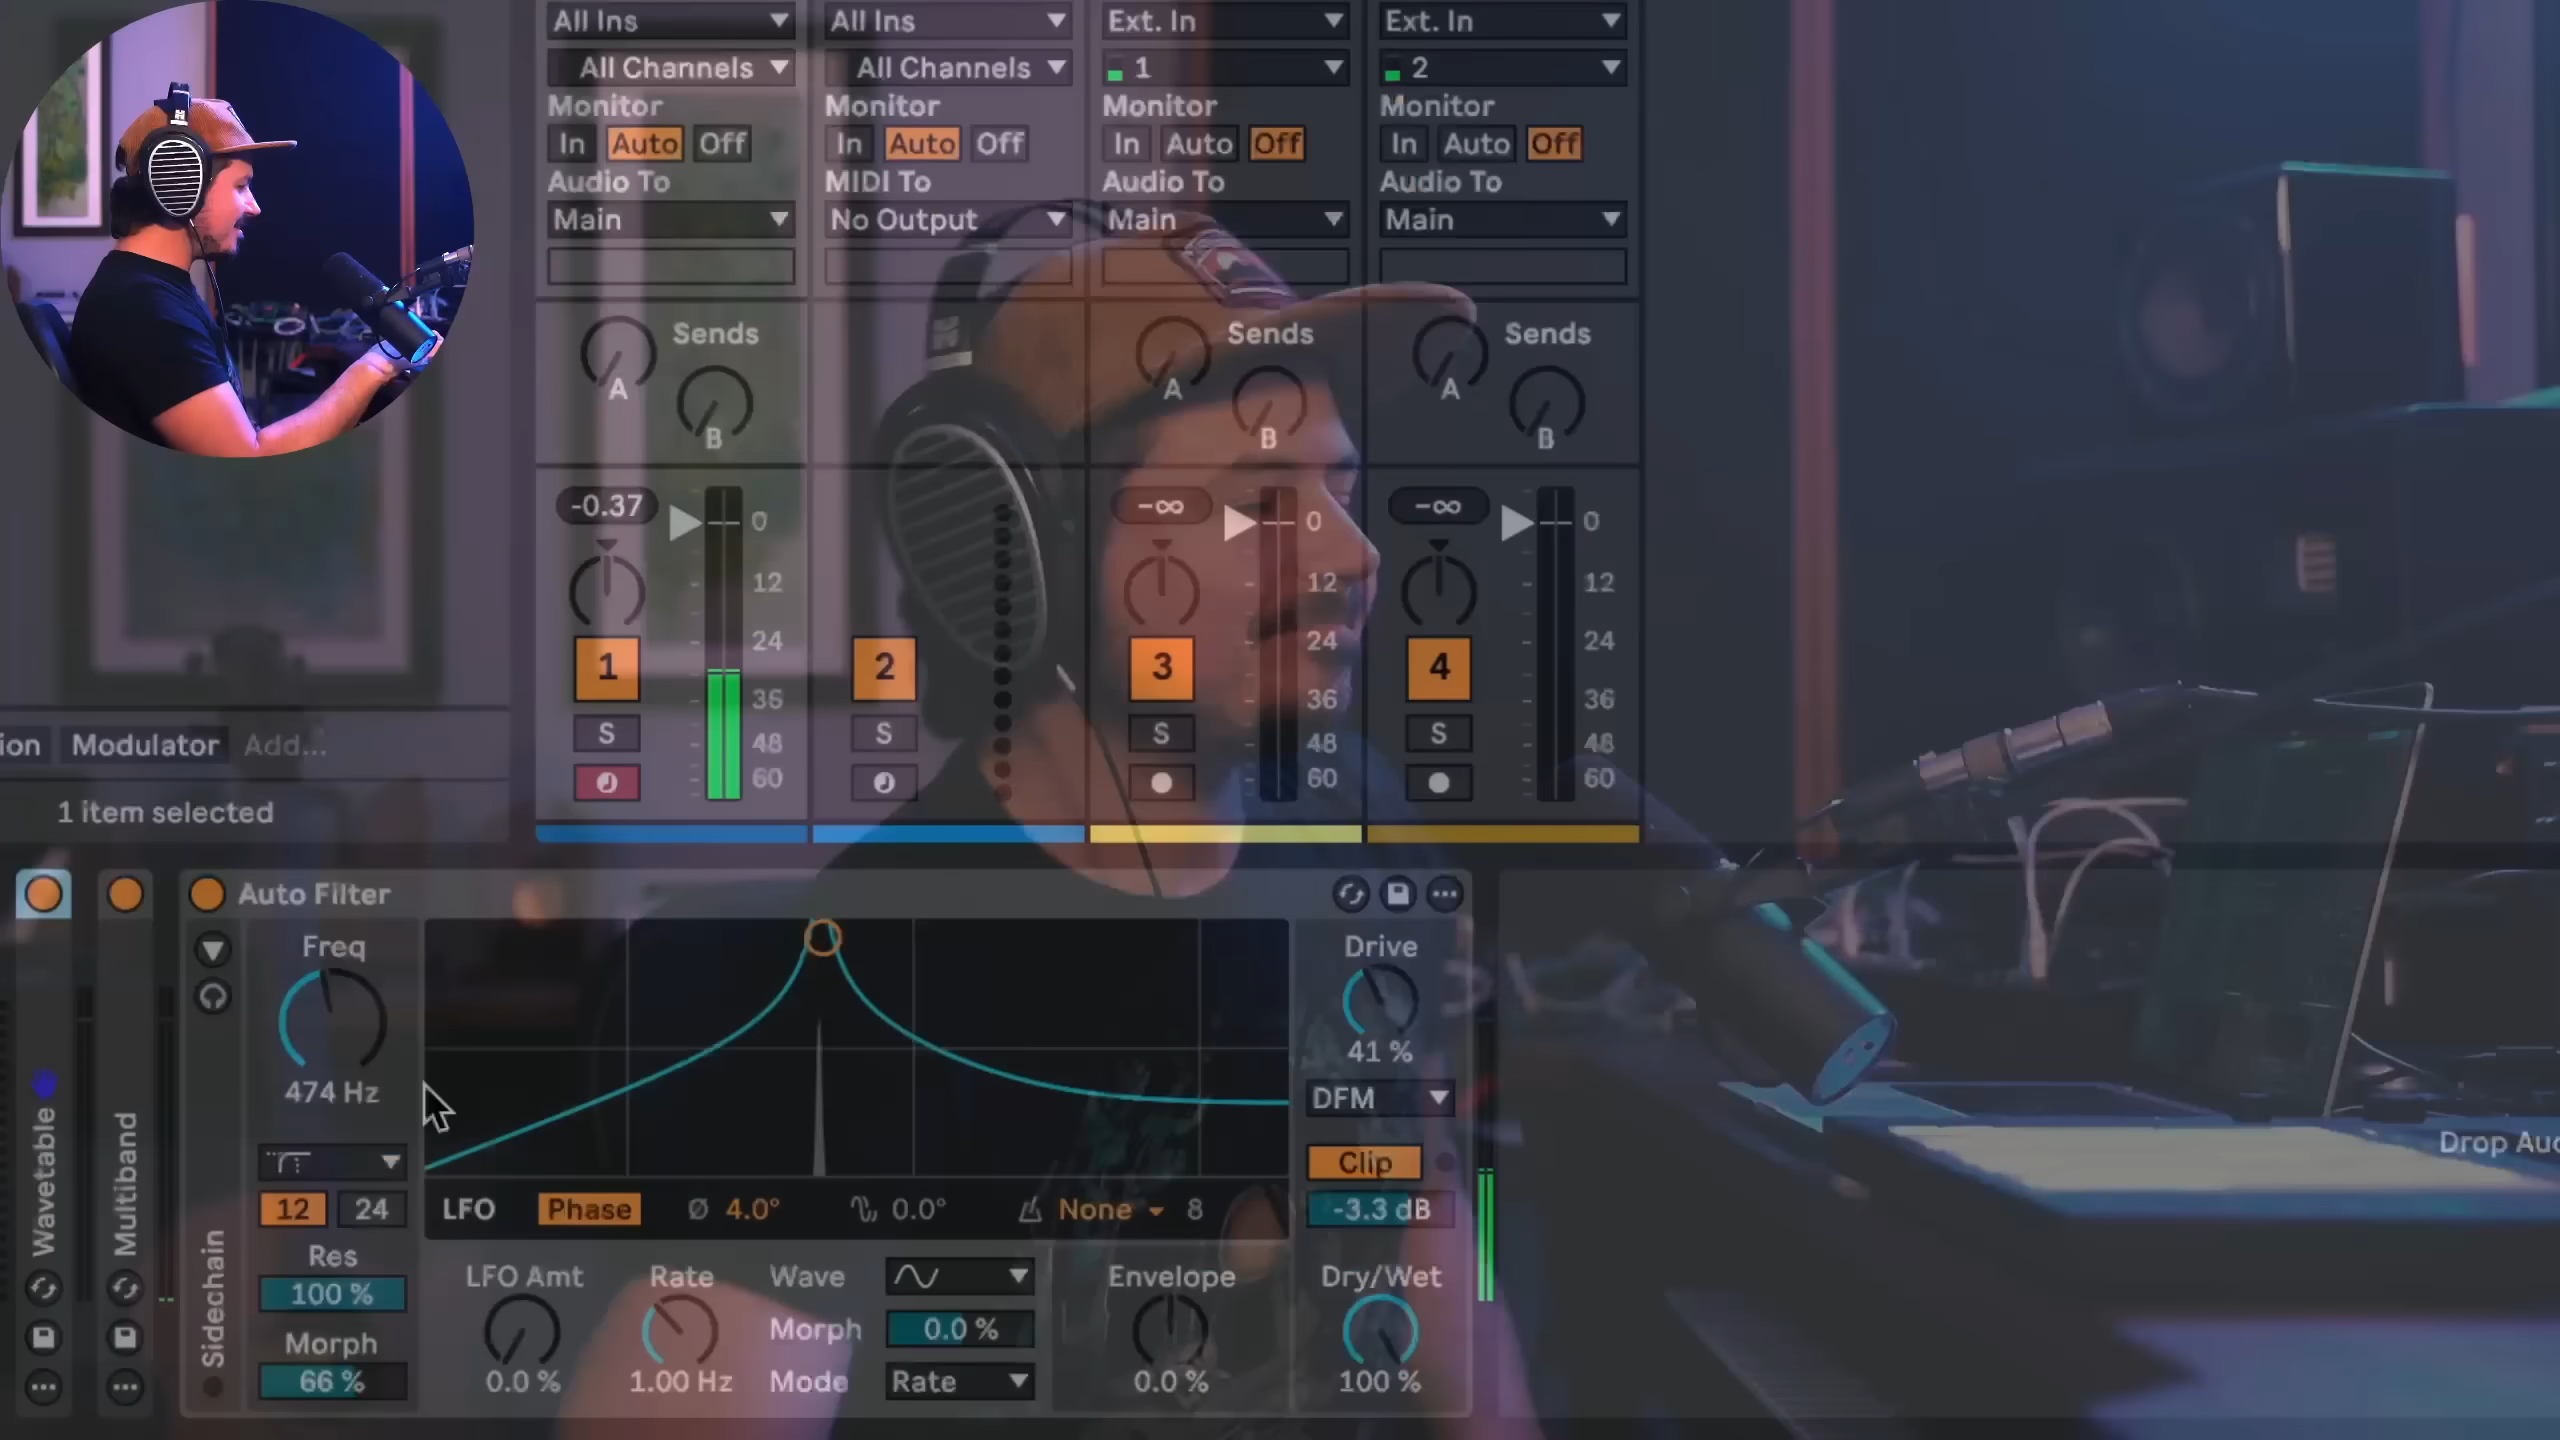 All Ins
All Ins
Ext. In
Ext. In
All Channels
All Channels
1
2
Monitor
Monitor
Monitor
Monitor
In Auto Off
In Auto Off
In Auto Off
In Auto Off
Audio To
MIDI To
Audio To
Audio To
Main
No Output
Main
Main
Sends
Sends
Sends
A
A
A
B
B
B
-0.37
0
-∞
0
-∞
0
12
12
12
24
24
24
1
2
3
4
36
36
36
S
S
S
S
48
48
48
60
60
60
ion
Modulator
Add...
1 item selected
Auto Filter
Freq
474 Hz
12
24
Res
100 %
Morph
66 %
Wavetable
Multiband
Sidechain
LFO
Phase
Ø 4.0°
0.0°
None
8
LFO Amt
0.0 %
Rate
1.00 Hz
Wave
Morph
0.0 %
Mode
Rate
Envelope
0.0 %
Drive
41 %
DFM
Clip
-3.3 dB
Dry/Wet
100 %
Drop Auc